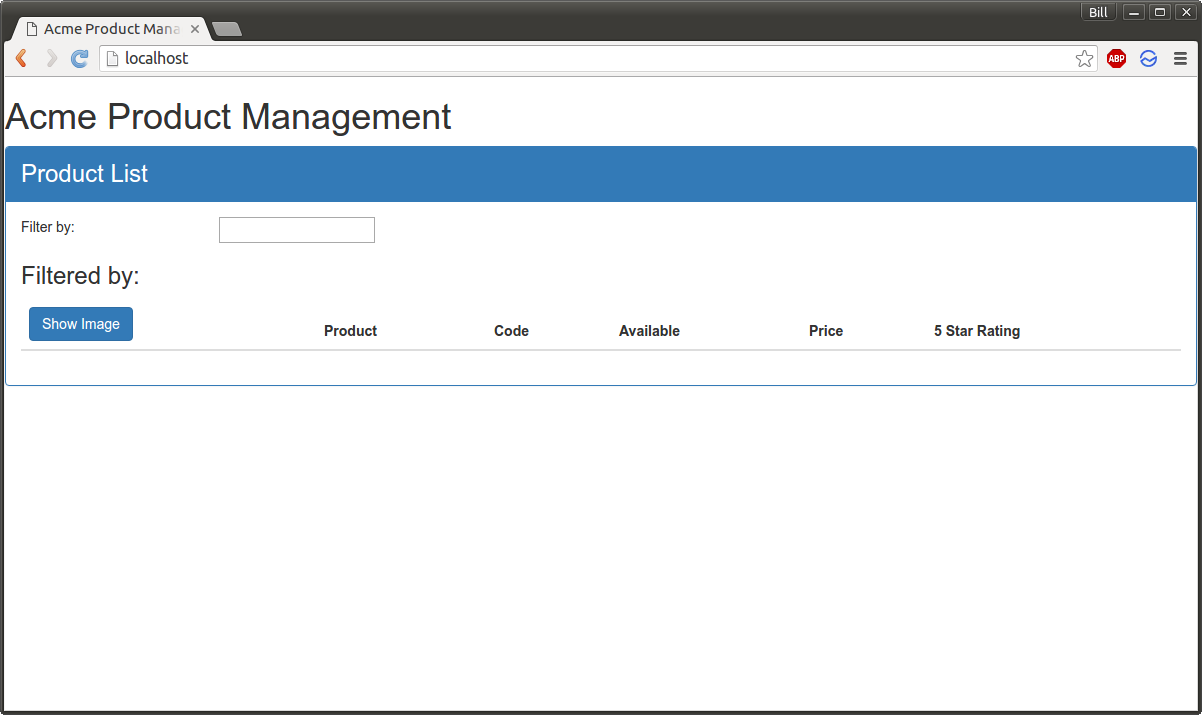 Bill
Acme Product Mana
localhost
ABP
Acme Product Management
Product List
Filter by:
Filtered by:
Show Image Product Code Available Price 5 Star Rating